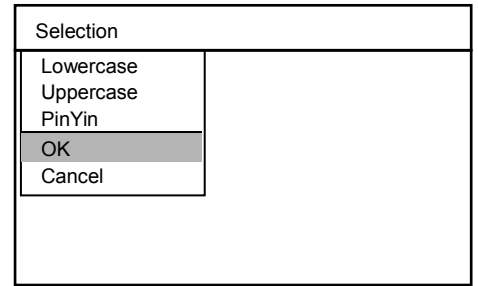 Selection
Lowercase
Uppercase
PinYin
OK
Cancel